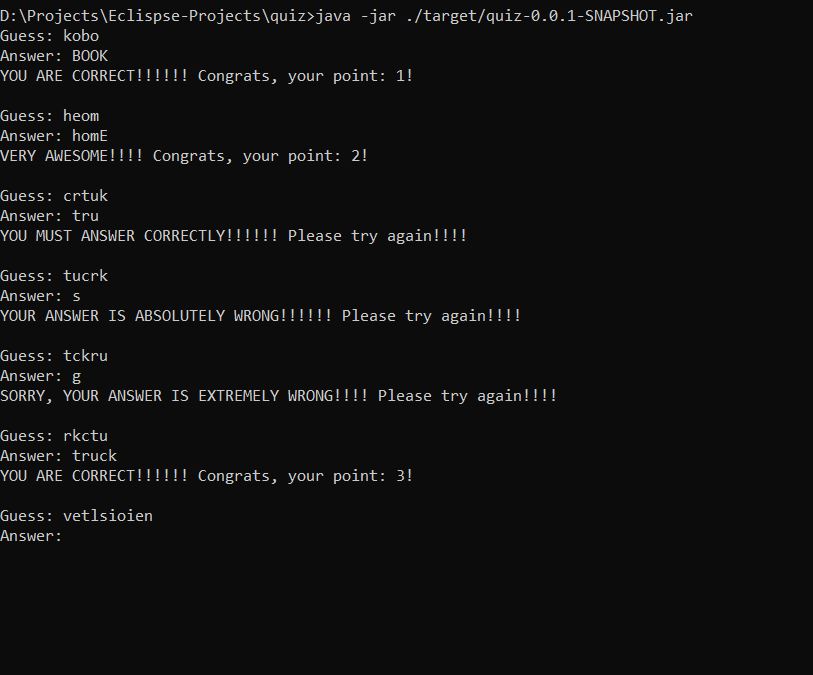 D:\Projects\Eclispse-Projects\quiz>java -jar ./target/quiz-0.0.1-SNAPSHOT.jar
Guess: kobo
Answer: BOOK
YOU ARE CORRECT!!!!!! Congrats, your point: 1!
Guess: heom
Answer: homE
VERY AWESOME!!!! Congrats, your point: 2!
Guess: crtuk
Answer: tru
YOU MUST ANSWER CORRECTLY!!!!!! Please try again!!!!
Guess: tucrk
Answer: s
YOUR ANSWER IS ABSOLUTELY WRONG!!!!!! Please try again!!!!
Guess: tckru
Answer: g
SORRY, YOUR ANSWER IS EXTREMELY WRONG!!!! Please try again!!!!
Guess: rkctu
Answer: truck
YOU ARE CORRECT!!!!!! Congrats, your point: 3!
Guess: vetlsioien
Answer: